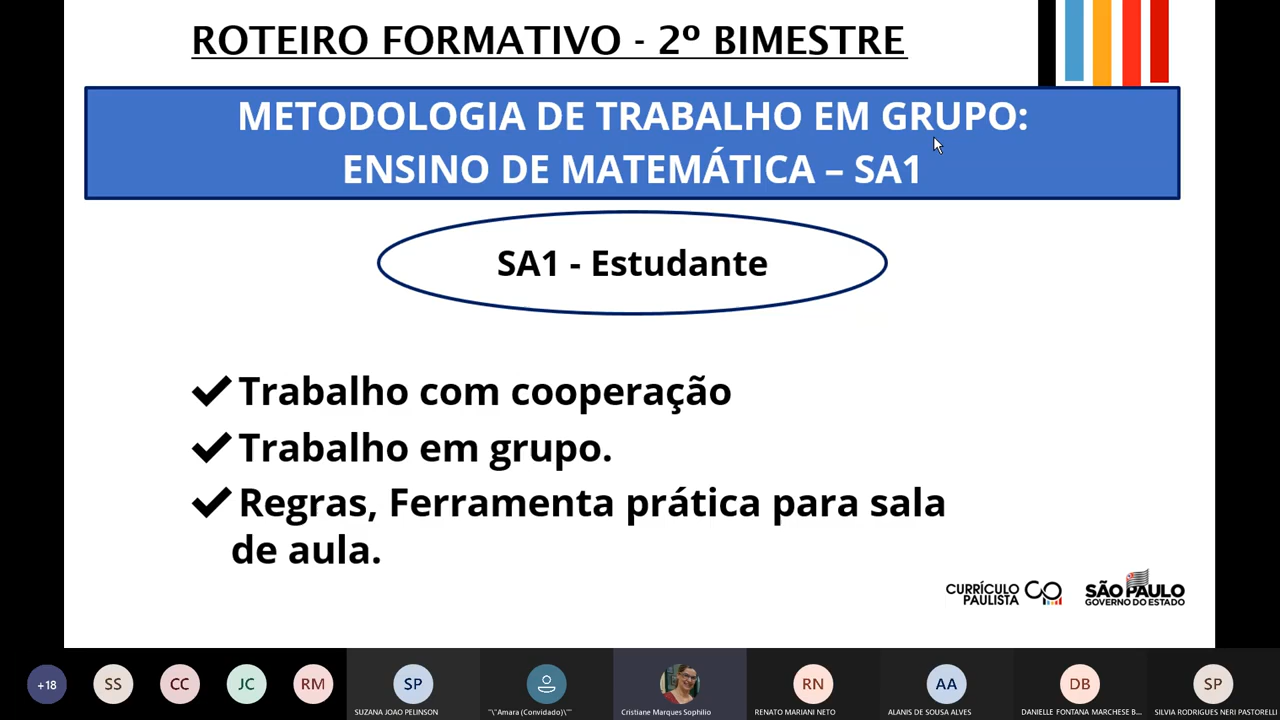 ROTEIRO FORMATIVO - 2º BIMESTRE
METODOLOGIA DE TRABALHO EM GRUPO:
ENSINO DE MATEMÁTICA – SA1
SA1 - Estudante
✔ Trabalho com cooperação
✔ Trabalho em grupo.
✔ Regras, Ferramenta prática para sala
de aula.
CURRÍCULO
PAULISTA
SÃO PAULO
GOVERNO DO ESTADO
+18
SS
CC
JC
RM
SP
RN
AA
DB
SP
SUZANA JOAO PELINSON
"\"Amara (Convidado)\""
Cristiane Marques Sophilio
RENATO MARIANI NETO
ALANIS DE SOUSA ALVES
DANIELLE FONTANA MARCHESE B...
SILVIA RODRIGUES NERI PASTORELLI